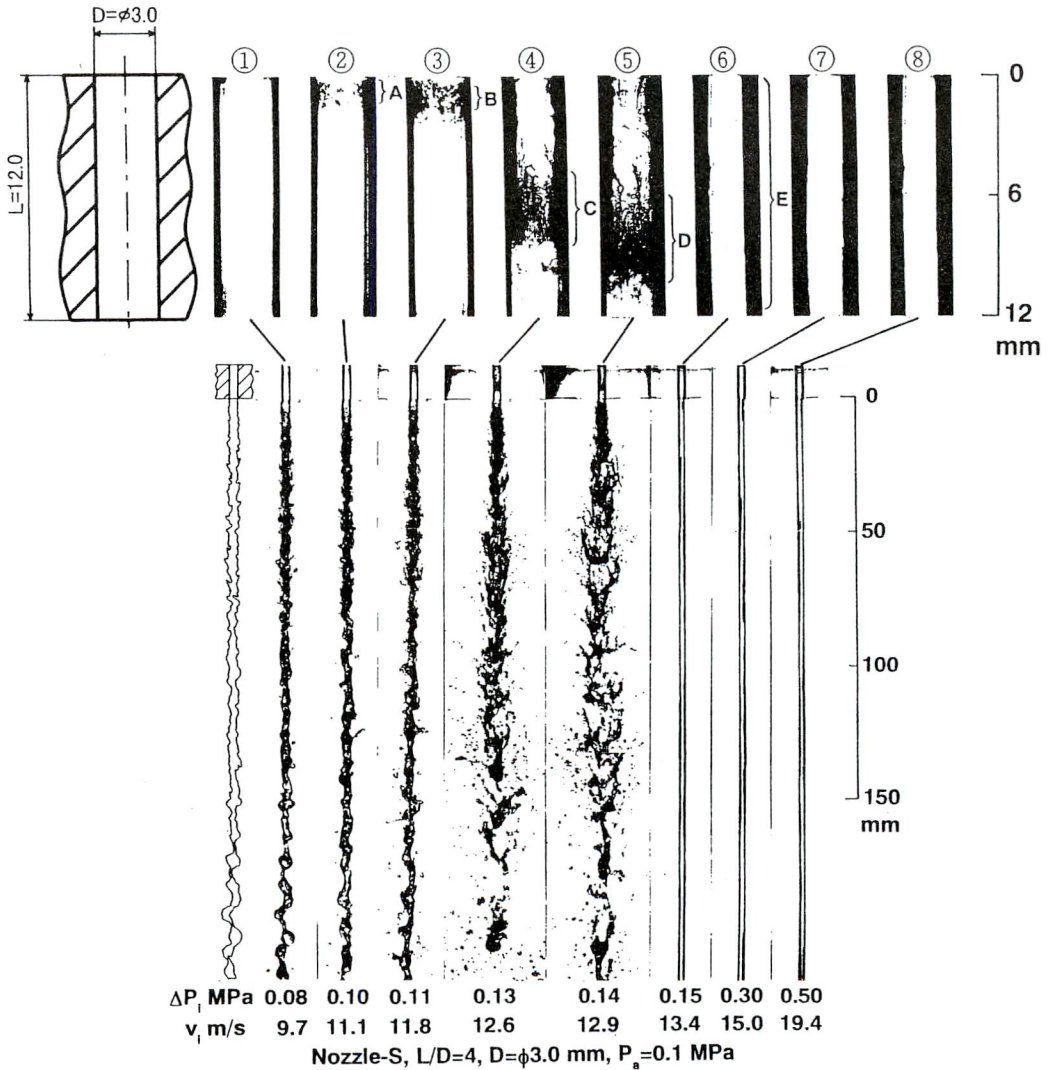 D=φ3.0
L=12.0
① ② ③ ④ ⑤ ⑥ ⑦ ⑧
A
B
C
D
E
0
6
12
mm
0
50
100
150
mm
ΔPᵢ MPa 0.08 0.10 0.11 0.13 0.14 0.15 0.30 0.50
vᵢ m/s 9.7 11.1 11.8 12.6 12.9 13.4 15.0 19.4
Nozzle-S, L/D=4, D=φ3.0 mm, Pₐ=0.1 MPa